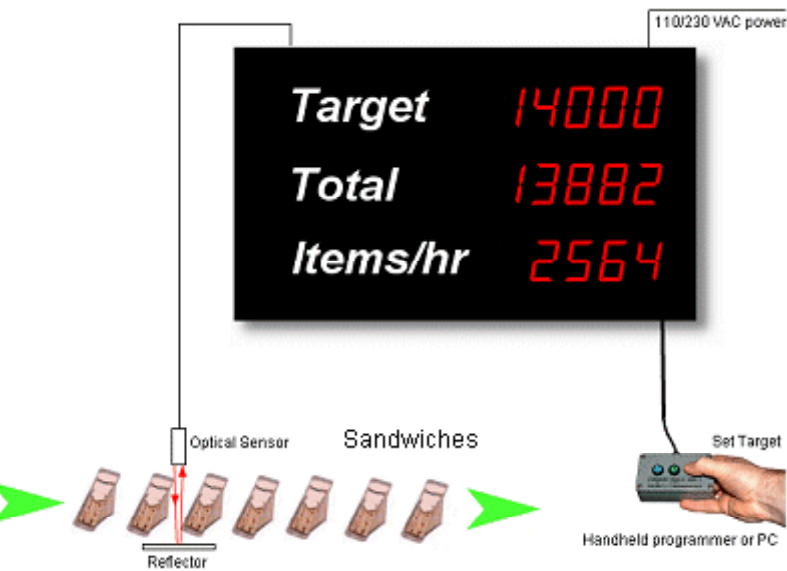 110/230 VAC power
Target 14000
Total 13882
Items/hr 2564
Optical Sensor
Sandwiches
Set Target
Handheld programmer or PC
Reflector